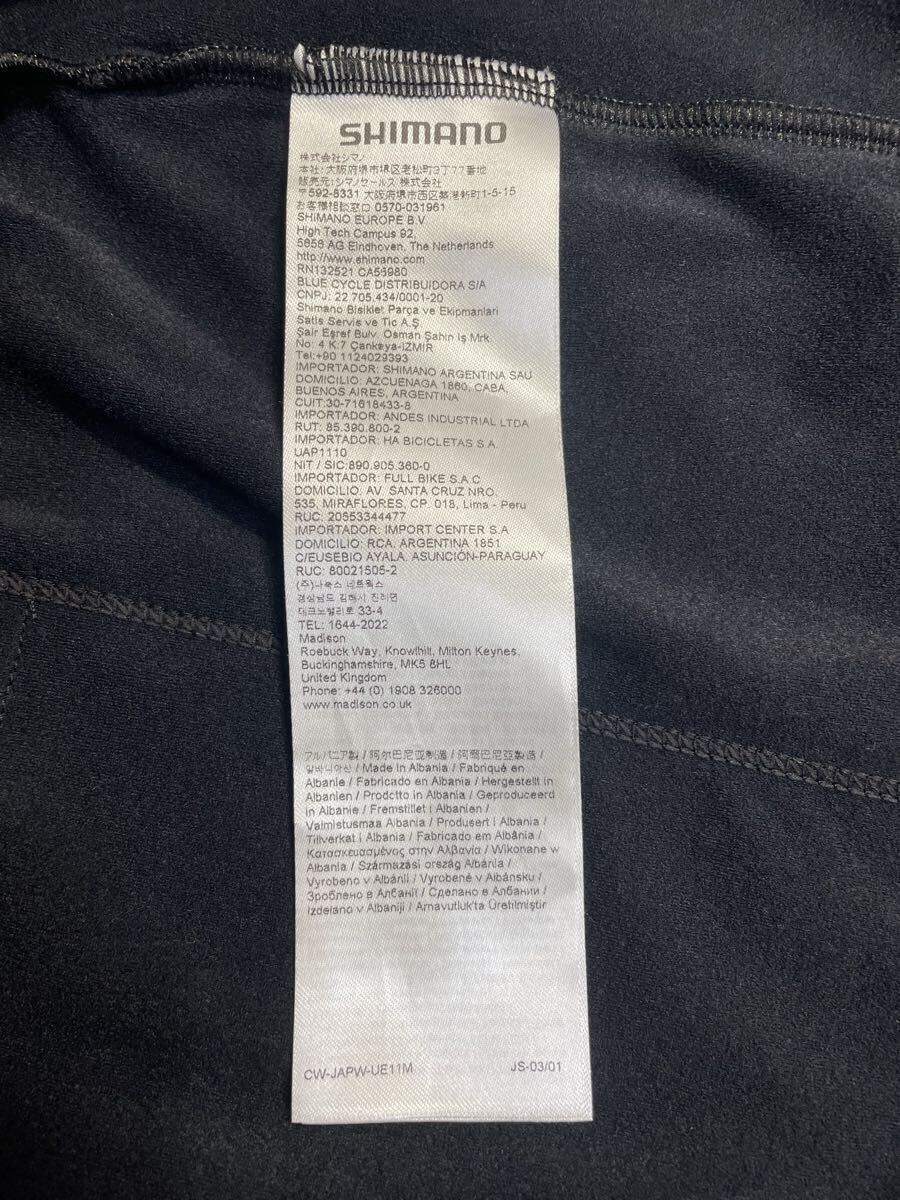 SHIMANO
株式会社シマノ
本社:大阪府堺市堺区老松町3丁77番地
販売元:シマノセールス 株式会社
〒592-8331 大阪府堺市西区築港新町1-5-15
お客様相談窓口 0570-031961
SHIMANO EUROPE B.V.
High Tech Campus 92,
5656 AG Eindhoven, The Netherlands
http://www.shimano.com
RN132521 CA56980
BLUE CYCLE DISTRIBUIDORA S/A
CNPJ: 22 705.434/0001-20
Shimano Bisiklet Parça ve Ekipmanlari
Satis Servis ve Tic A.Ş
Şair Eşref Bulv. Osman Şahin Iş Mrk.
No: 4 K:7 Çankaya-İZMİR
Tel:+90 1124029393
IMPORTADOR: SHIMANO ARGENTINA SAU
DOMICILIO: AZCUENAGA 1860, CABA,
BUENOS AIRES, ARGENTINA
CUIT:30-71618433-8
IMPORTADOR: ANDES INDUSTRIAL LTDA
RUT: 85.390.800-2
IMPORTADOR: HA BICICLETAS S.A.
UAP1110
NIT / SIC:890.905.360-0
IMPORTADOR: FULL BIKE S.A.C
DOMICILIO: AV. SANTA CRUZ NRO.
535, MIRAFLORES, CP. 018, Lima - Peru
RUC: 20553344477
IMPORTADOR: IMPORT CENTER S.A
DOMICILIO: RCA. ARGENTINA 1851
C/EUSEBIO AYALA. ASUNCIÓN-PARAGUAY
RUC: 80021505-2
(주)나눅스 네트웍스
경상남도 김해시 진례면
테크노밸리로 33-4
TEL: 1644-2022
Madison
Roebuck Way, Knowlhill, Milton Keynes,
Buckinghamshire, MK5 8HL
United Kingdom
Phone: +44 (0) 1908 326000
www.madison.co.uk
アルバニア製 / 阿尔巴尼亚制造 / 阿爾巴尼亞製造 /
알바니아산 / Made in Albania / Fabriqué en
Albanie / Fabricado en Albania / Hergestellt in
Albanien / Prodotto in Albania / Geproduceerd
in Albanie / Fremstillet i Albanien /
Valmistusmaa Albania / Produsert i Albania /
Tillverkat i Albania / Fabricado em Albânia /
Κατασκευασμένος στην Αλβανία / Wikonane w
Albania / Származási ország Albánia /
Vyrobeno v Albánii / Vyrobené v Albánsku /
Зроблено в Албанії / Сделано в Албании /
Izdelano v Albaniji / Arnavutluk'ta Üretilmiştir
CW-JAPW-UE11M JS-03/01